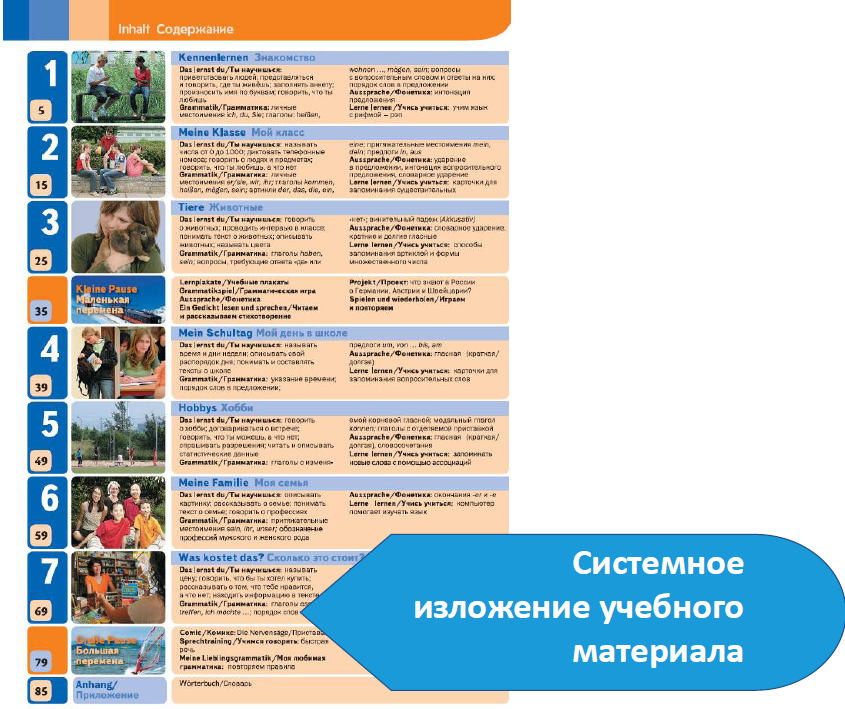 Inhalt Содержание
1
5
Kennenlernen Знакомство
Das lernst du/Ты научишься:
приветствовать людей; представляться
и говорить, где ты живёшь; заполнять анкету;
произносить имя по буквам; говорить, что ты
любишь
Grammatik/Грамматика: личные
местоимения ich, du, Sie; глаголы heißen,
wohnen ..., mögen, sein; вопросы
с вопросительным словом и ответы на них;
порядок слов в предложении
Aussprache/Фонетика: интонация
предложения
Lerne lernen/Учись учиться: учим язык
с рифмой – рэп
2
15
Meine Klasse Мой класс
Das lernst du/Ты научишься: называть
числа от 0 до 1000; диктовать телефонные
номера; говорить о людях и предметах;
говорить, что ты любишь, а что нет
Grammatik/Грамматика: личные
местоимения er/sie, wir, ihr; глаголы kommen,
heißen, mögen, sein; артикли der, das, die, ein,
eine; притяжательные местоимения mein,
dein; предлоги in, aus
Aussprache/Фонетика: ударение
в предложении, интонация вопросительного
предложения, словарное ударение
Lerne lernen/Учись учиться: карточки для
запоминания существительных
3
25
Tiere Животные
Das lernst du/Ты научишься: говорить
о животных; проводить интервью в классе;
понимать текст о животных; описывать
животных; называть цвета
Grammatik/Грамматика: глаголы haben,
sein; вопросы, требующие ответа «да» или
«нет»; винительный падеж (Akkusativ)
Aussprache/Фонетика: словарное ударение,
краткие и долгие гласные
Lerne lernen/Учись учиться: способы
запоминания артиклей и формы
множественного числа
35
Kleine Pause
Маленькая
перемена
Lernplakate/Учебные плакаты
Grammatikspiel/Грамматическая игра
Aussprache/Фонетика
Ein Gedicht lesen und sprechen/Читаем
и рассказываем стихотворение
Projekt/Проект: что знают в России
о Германии, Австрии и Швейцарии?
Spielen und wiederholen/Играем
и повторяем
4
39
Mein Schultag Мой день в школе
Das lernst du/Ты научишься: называть
время и дни недели; описывать свой
распорядок дня; понимать и составлять
тексты о школе
Grammatik/Грамматика: указание времени;
порядок слов в предложении;
предлоги um, von ... bis, am
Aussprache/Фонетика: гласная (краткая/
долгая)
Lerne lernen/Учись учиться: карточки для
запоминания вопросительных слов
5
49
Hobbys Хобби
Das lernst du/Ты научишься: говорить
о хобби; договариваться о встрече;
говорить, что ты можешь, а что нет;
спрашивать разрешения; читать и описывать
статистические данные
Grammatik/Грамматика: глаголы с изменя-
емой корневой гласной; модальный глагол
können; глаголы с отделяемой приставкой
Aussprache/Фонетика: гласная (краткая/
долгая), словосочетания
Lerne lernen/Учись учиться: запоминать
новые слова с помощью ассоциаций
6
59
Meine Familie Моя семья
Das lernst du/Ты научишься: описывать
картинку; рассказывать о семье; понимать
текст о семье; говорить о профессиях
Grammatik/Грамматика: притяжательные
местоимения sein, ihr, unser; обозначение
профессий мужского и женского рода
Aussprache/Фонетика: окончания -er и -e
Lerne lernen/Учись учиться: компьютер
помогает изучать язык
7
69
Was kostet das? Сколько это стоит?
Das lernst du/Ты научишься: называть
цену; говорить, что бы ты хотел купить;
рассказывать о том, что тебе нравится,
а что нет; находить информацию в тексте
Grammatik/Грамматика: глаголы
treffen, ich möchte ...; порядок слов
79
Große Pause
Большая
перемена
Comic/Комикс: Die Nervensäge/Пристава
Sprechtraining/Учимся говорить: быстрая
речь
Meine Lieblingsgrammatik/Моя любимая
грамматика: повторяем правила
85
Anhang/
Приложение
Wörterbuch/Словарь
Системное
изложение учебного
материала